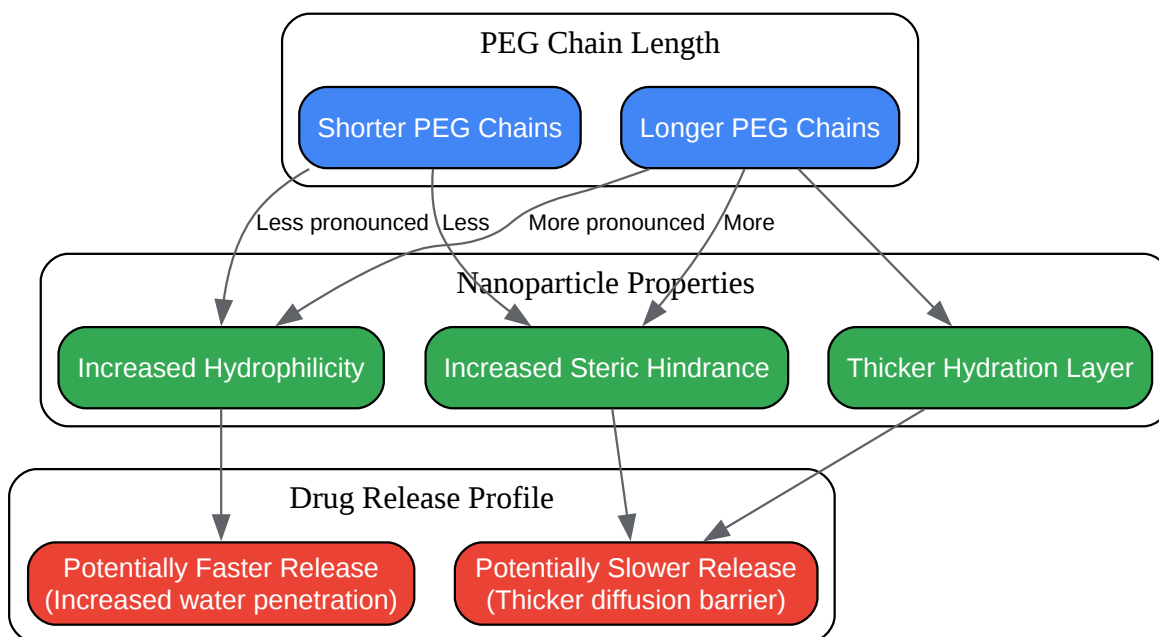 PEG Chain Length
Shorter PEG Chains
Longer PEG Chains
Less pronounced
Less
More pronounced
More
Nanoparticle Properties
Increased Hydrophilicity
Increased Steric Hindrance
Thicker Hydration Layer
Drug Release Profile
Potentially Faster Release
(Increased water penetration)
Potentially Slower Release
(Thicker diffusion barrier)